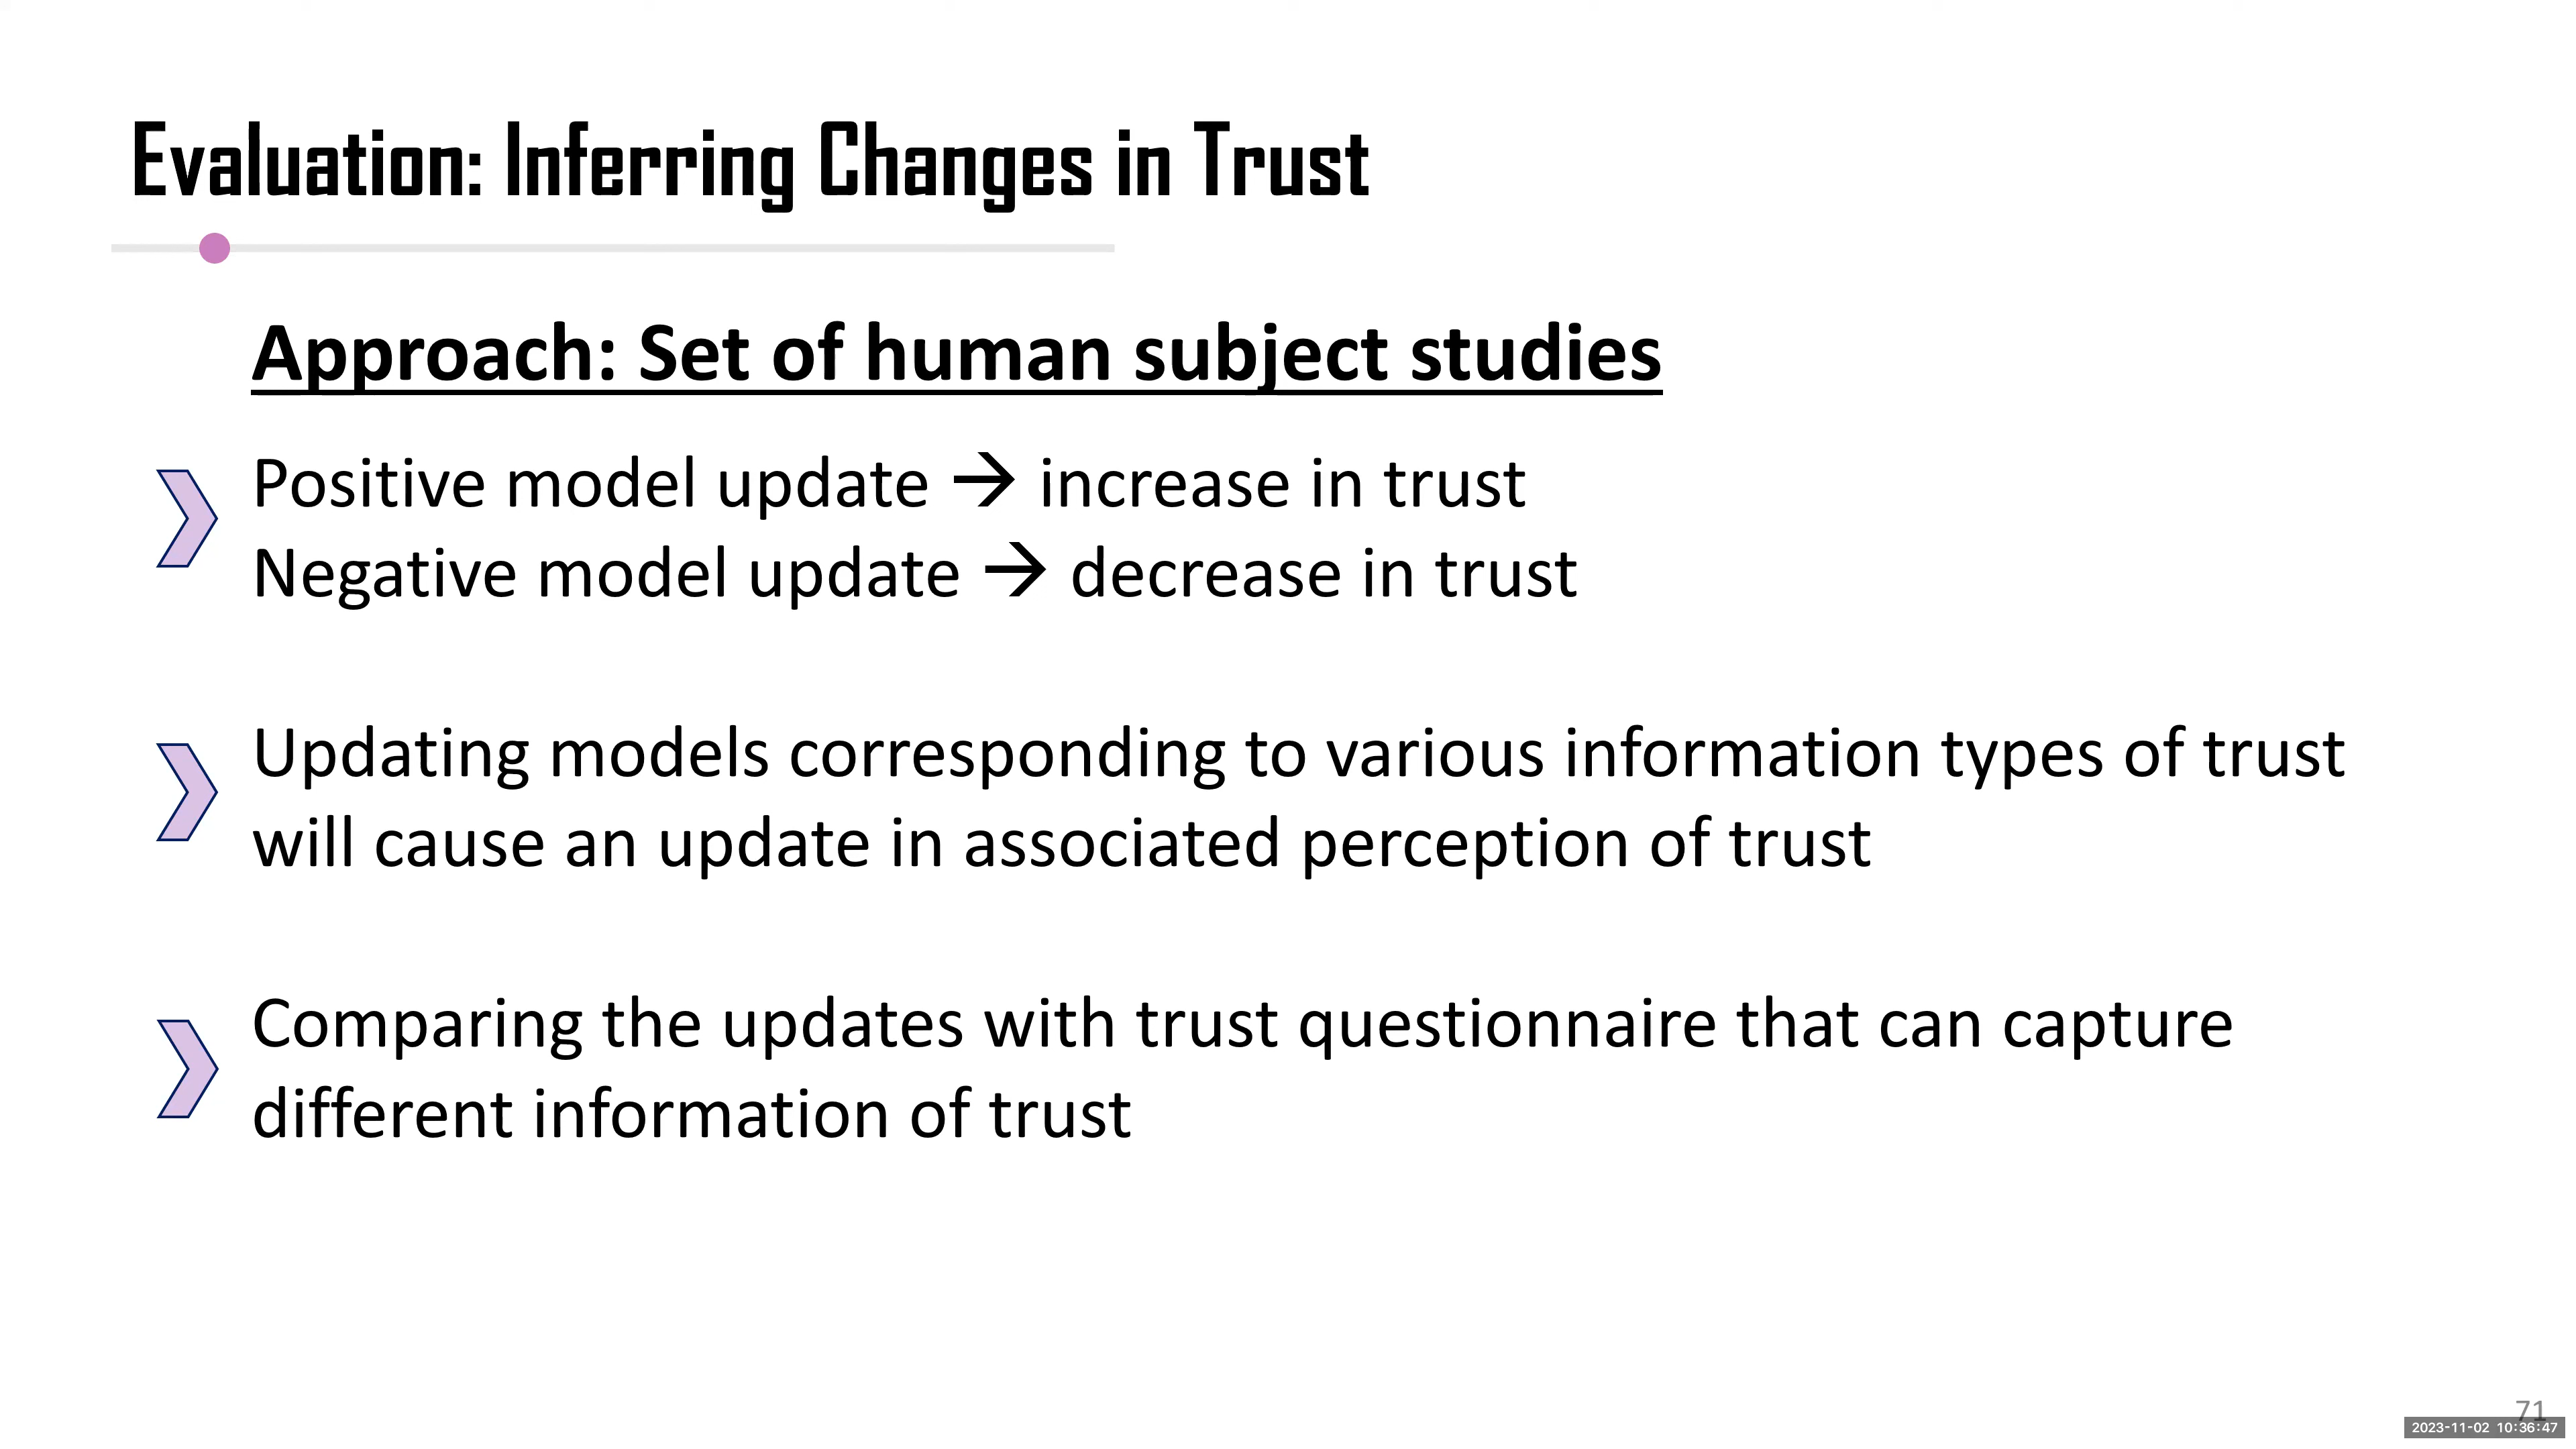 Evaluation: Inferring Changes in Trust
Approach: Set of human subject studies
Positive model update → increase in trust
Negative model update → decrease in trust
Updating models corresponding to various information types of trust
will cause an update in associated perception of trust
Comparing the updates with trust questionnaire that can capture
different information of trust
71
2023-11-02 10:36:47